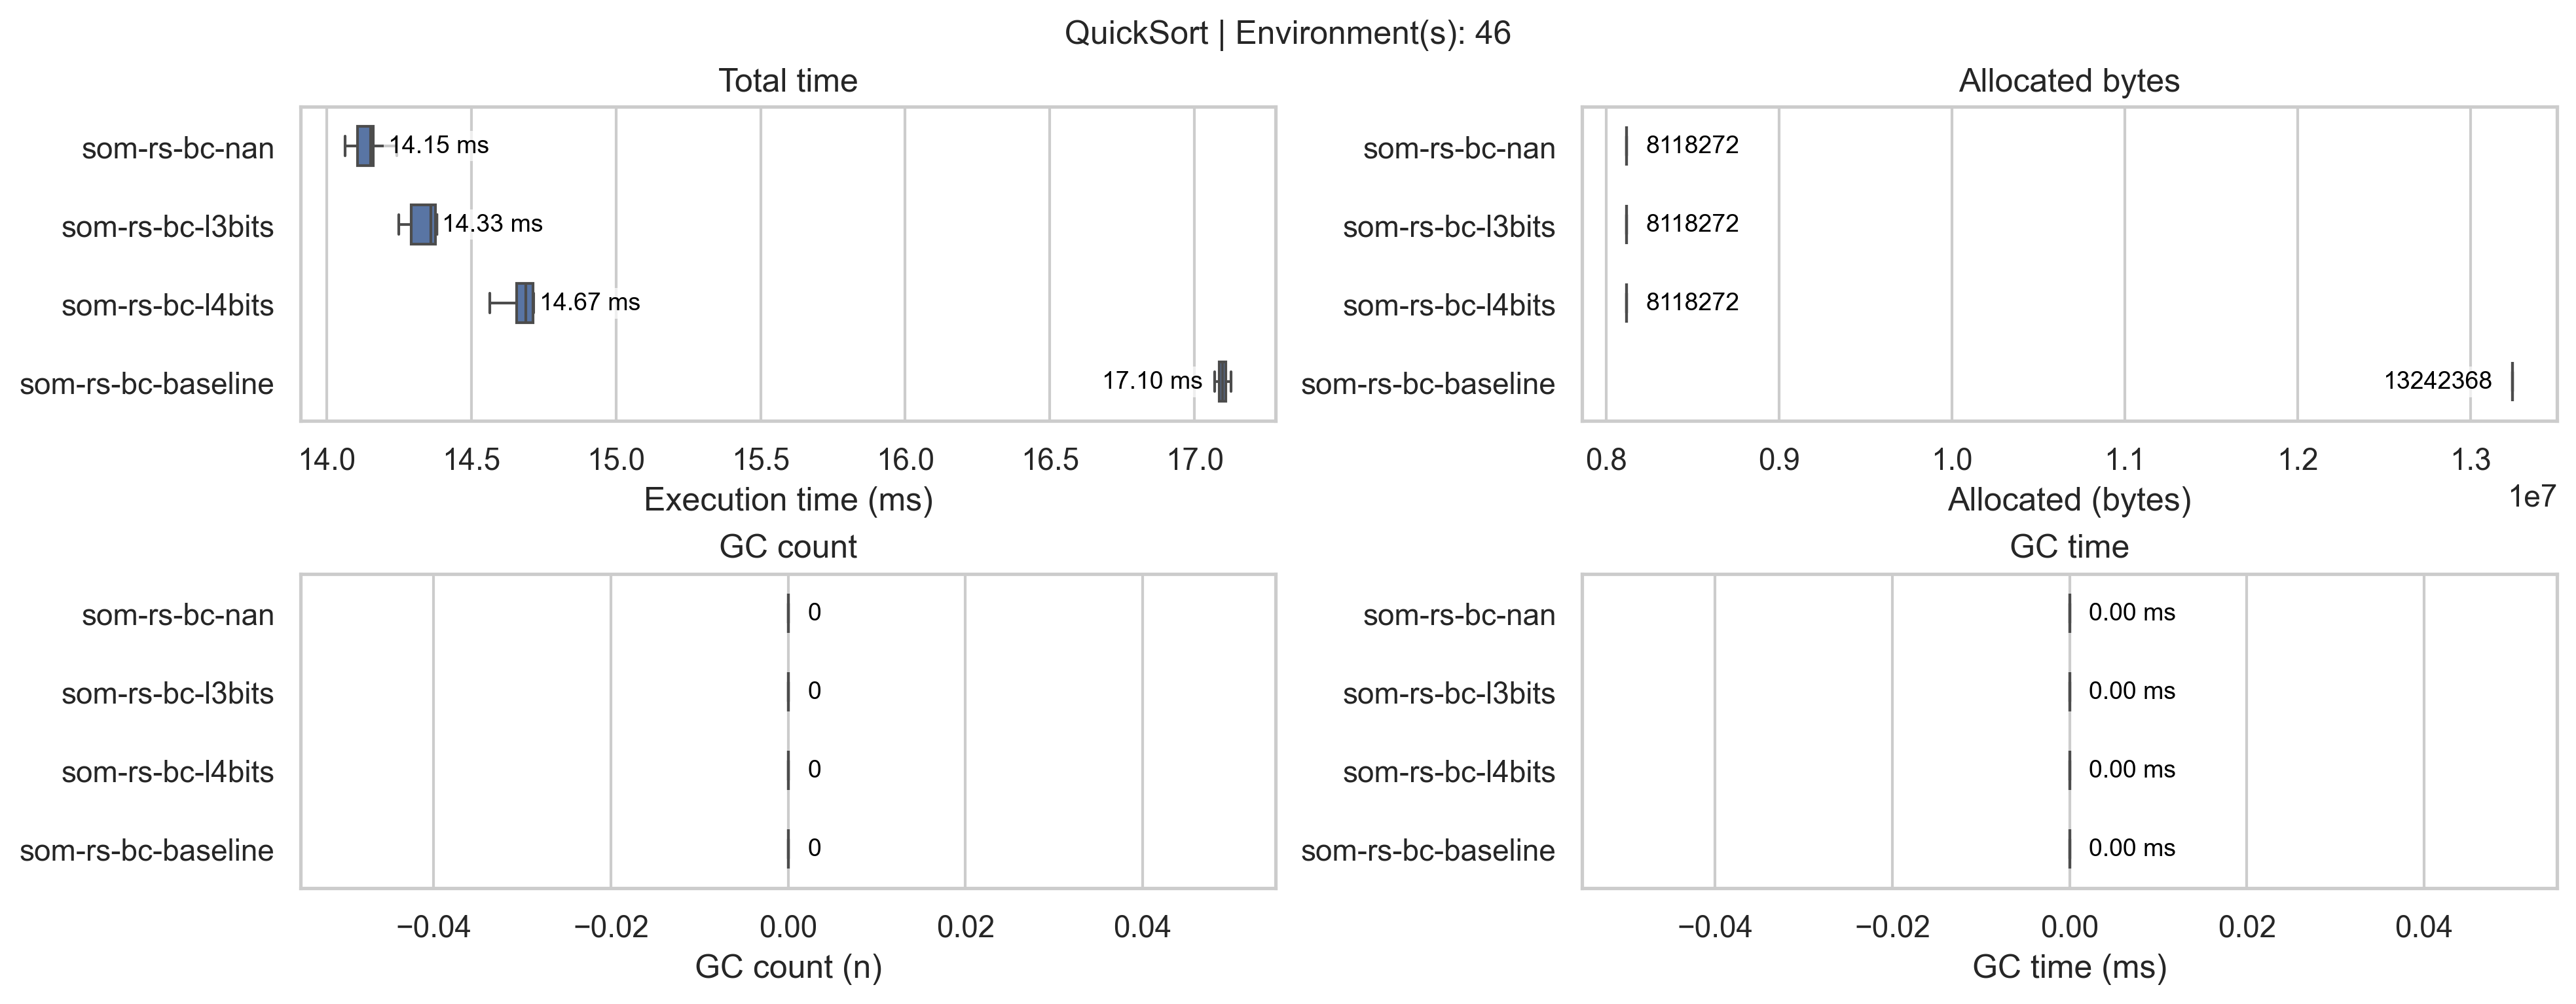 QuickSort | Environment(s): 46
Total time
som-rs-bc-nan
14.15 ms
som-rs-bc-l3bits
14.33 ms
som-rs-bc-l4bits
14.67 ms
som-rs-bc-baseline
17.10 ms
14.0 14.5 15.0 15.5 16.0 16.5 17.0
Execution time (ms)
Allocated bytes
som-rs-bc-nan
8118272
som-rs-bc-l3bits
8118272
som-rs-bc-l4bits
8118272
som-rs-bc-baseline
13242368
0.8 0.9 1.0 1.1 1.2 1.3
1e7
Allocated (bytes)
GC count
som-rs-bc-nan
0
som-rs-bc-l3bits
0
som-rs-bc-l4bits
0
som-rs-bc-baseline
0
−0.04 −0.02 0.00 0.02 0.04
GC count (n)
GC time
som-rs-bc-nan
0.00 ms
som-rs-bc-l3bits
0.00 ms
som-rs-bc-l4bits
0.00 ms
som-rs-bc-baseline
0.00 ms
−0.04 −0.02 0.00 0.02 0.04
GC time (ms)